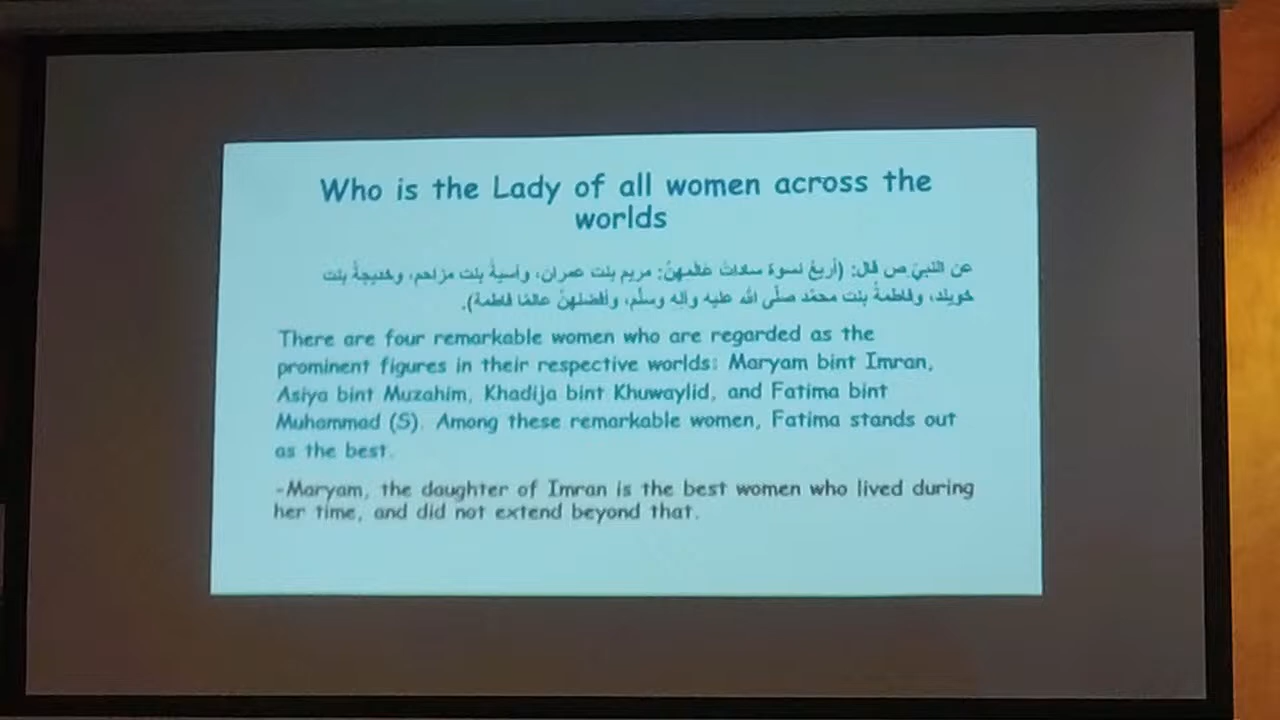 Who is the Lady of all women across the
worlds
عن النبيّ ص قال: (أربعُ نسوة ساداتُ عالمهنّ: مريم بنت عمران، وآسيةُ بنت مزاحم، وخديجةُ بنت
خويلد، وفاطمةُ بنت محمّد صلّى الله عليه وآله وسلّم، وأفضلهنّ عالمًا فاطمة).
There are four remarkable women who are regarded as the
prominent figures in their respective worlds: Maryam bint Imran,
Asiya bint Muzahim, Khadija bint Khuwaylid, and Fatima bint
Muhammad (S). Among these remarkable women, Fatima stands out
as the best.
-Maryam, the daughter of Imran is the best women who lived during
her time, and did not extend beyond that.